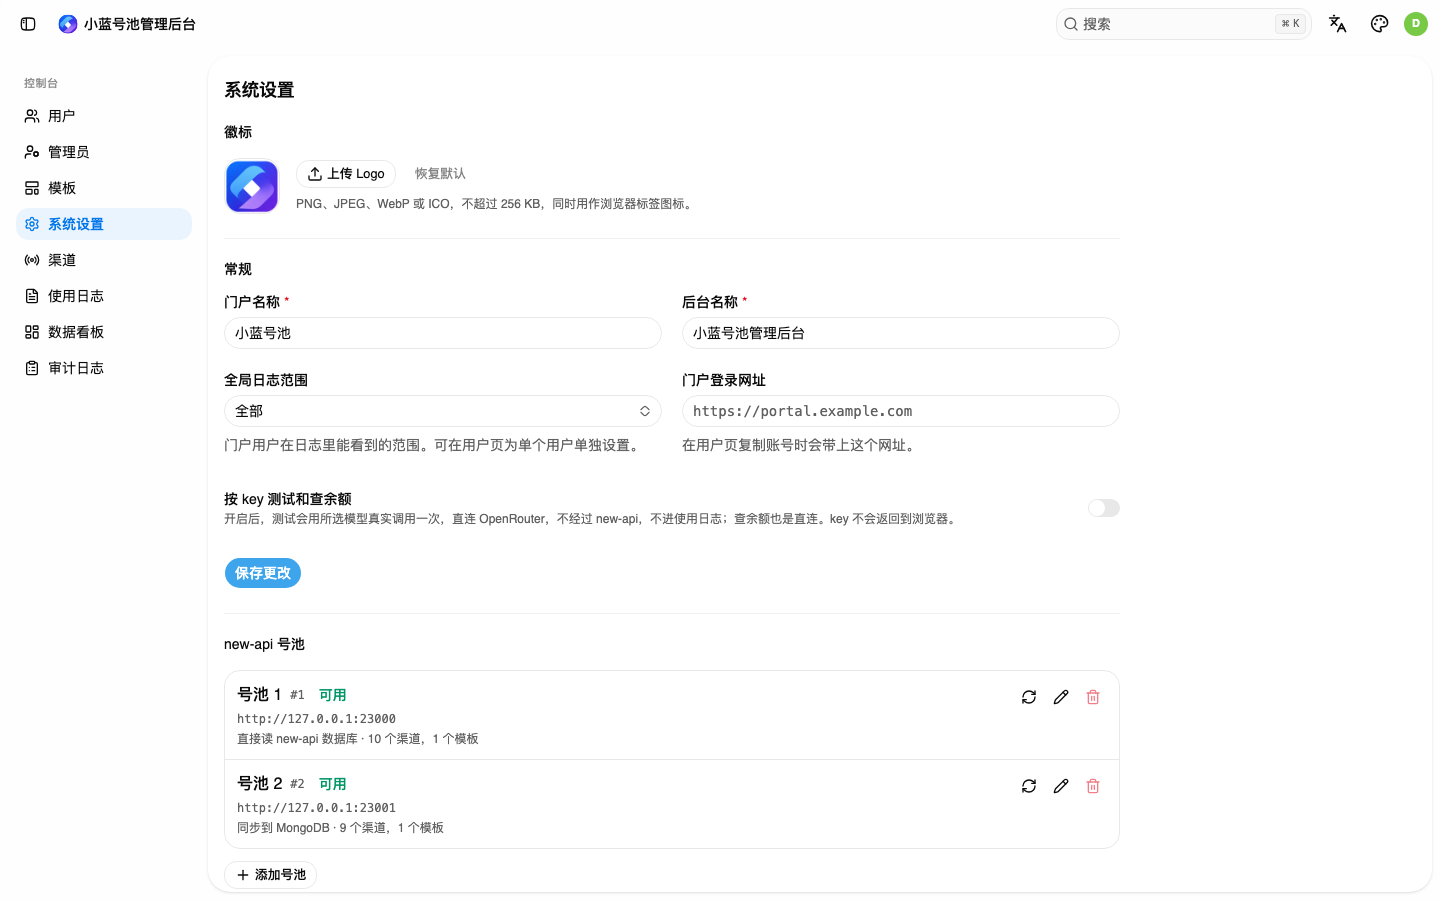 小蓝号池管理后台
搜索
⌘ K
D
控制台
用户
管理员
模板
系统设置
渠道
使用日志
数据看板
审计日志
系统设置
徽标
上传 Logo
恢复默认
PNG、JPEG、WebP 或 ICO，不超过 256 KB，同时用作浏览器标签图标。
常规
门户名称 *
后台名称 *
小蓝号池
小蓝号池管理后台
全局日志范围
门户登录网址
全部
https://portal.example.com
门户用户在日志里能看到的范围。可在用户页为单个用户单独设置。
在用户页复制账号时会带上这个网址。
按 key 测试和查余额
开启后，测试会用所选模型真实调用一次，直连 OpenRouter，不经过 new-api，不进使用日志；查余额也是直连。key 不会返回到浏览器。
保存更改
new-api 号池
号池 1 #1 可用
http://127.0.0.1:23000
直接读 new-api 数据库 · 10 个渠道，1 个模板
号池 2 #2 可用
http://127.0.0.1:23001
同步到 MongoDB · 9 个渠道，1 个模板
添加号池